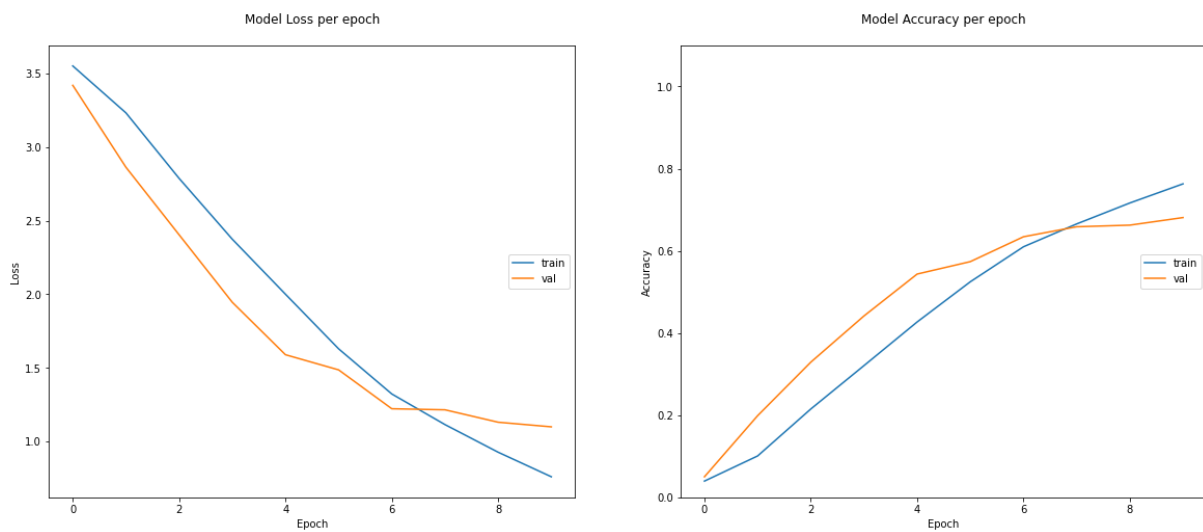 Model Loss per epoch
3.5
3.0
2.5
2.0
1.5
1.0
Loss
train
val
0 2 4 6 8
Epoch
Model Accuracy per epoch
1.0
0.8
0.6
0.4
0.2
0.0
Accuracy
train
val
0 2 4 6 8
Epoch